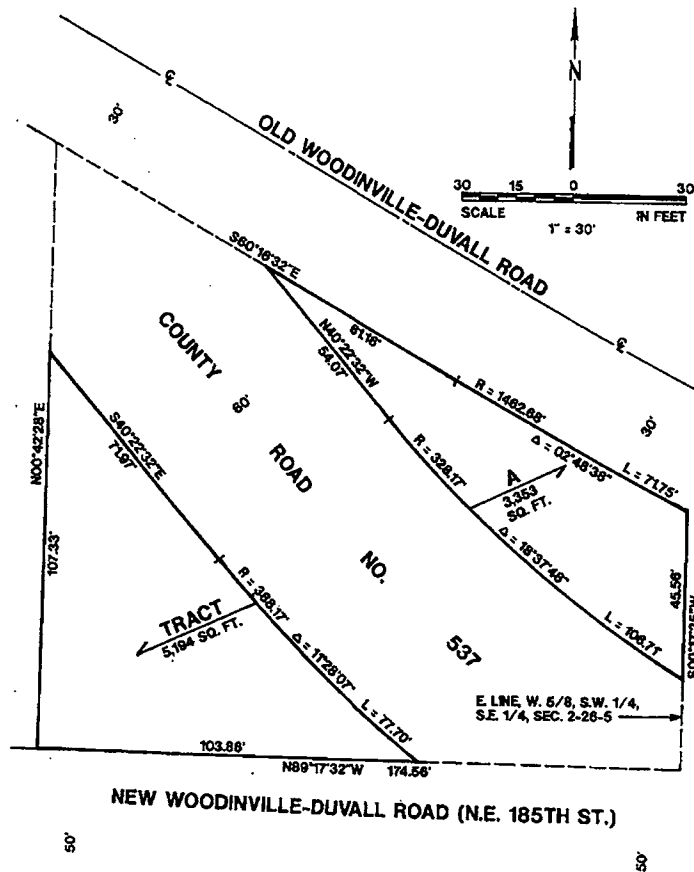 N
℄
30'
OLD WOODINVILLE-DUVALL ROAD
30 15 0 30
SCALE IN FEET
1" = 30'
S60°16'32"E
61.16'
R = 1462.68'
Δ = 02°48'38"
L = 71.75'
℄
30'
COUNTY
60'
ROAD
NO.
537
N40°22'32"W
54.07'
R = 328.17'
Δ = 18°37'48"
L = 106.71'
A
3,353
SQ. FT.
45.56'
N00°42'28"E
107.33'
S40°22'32"E
71.97'
R = 388.17'
Δ = 11°28'07"
L = 77.70'
TRACT
5,194 SQ. FT.
E. LINE, W. 5/8, S.W. 1/4,
S.E. 1/4, SEC. 2-26-5
103.86'
N89°17'32"W 174.56'
NEW WOODINVILLE-DUVALL ROAD (N.E. 185TH ST.)
50'
50'